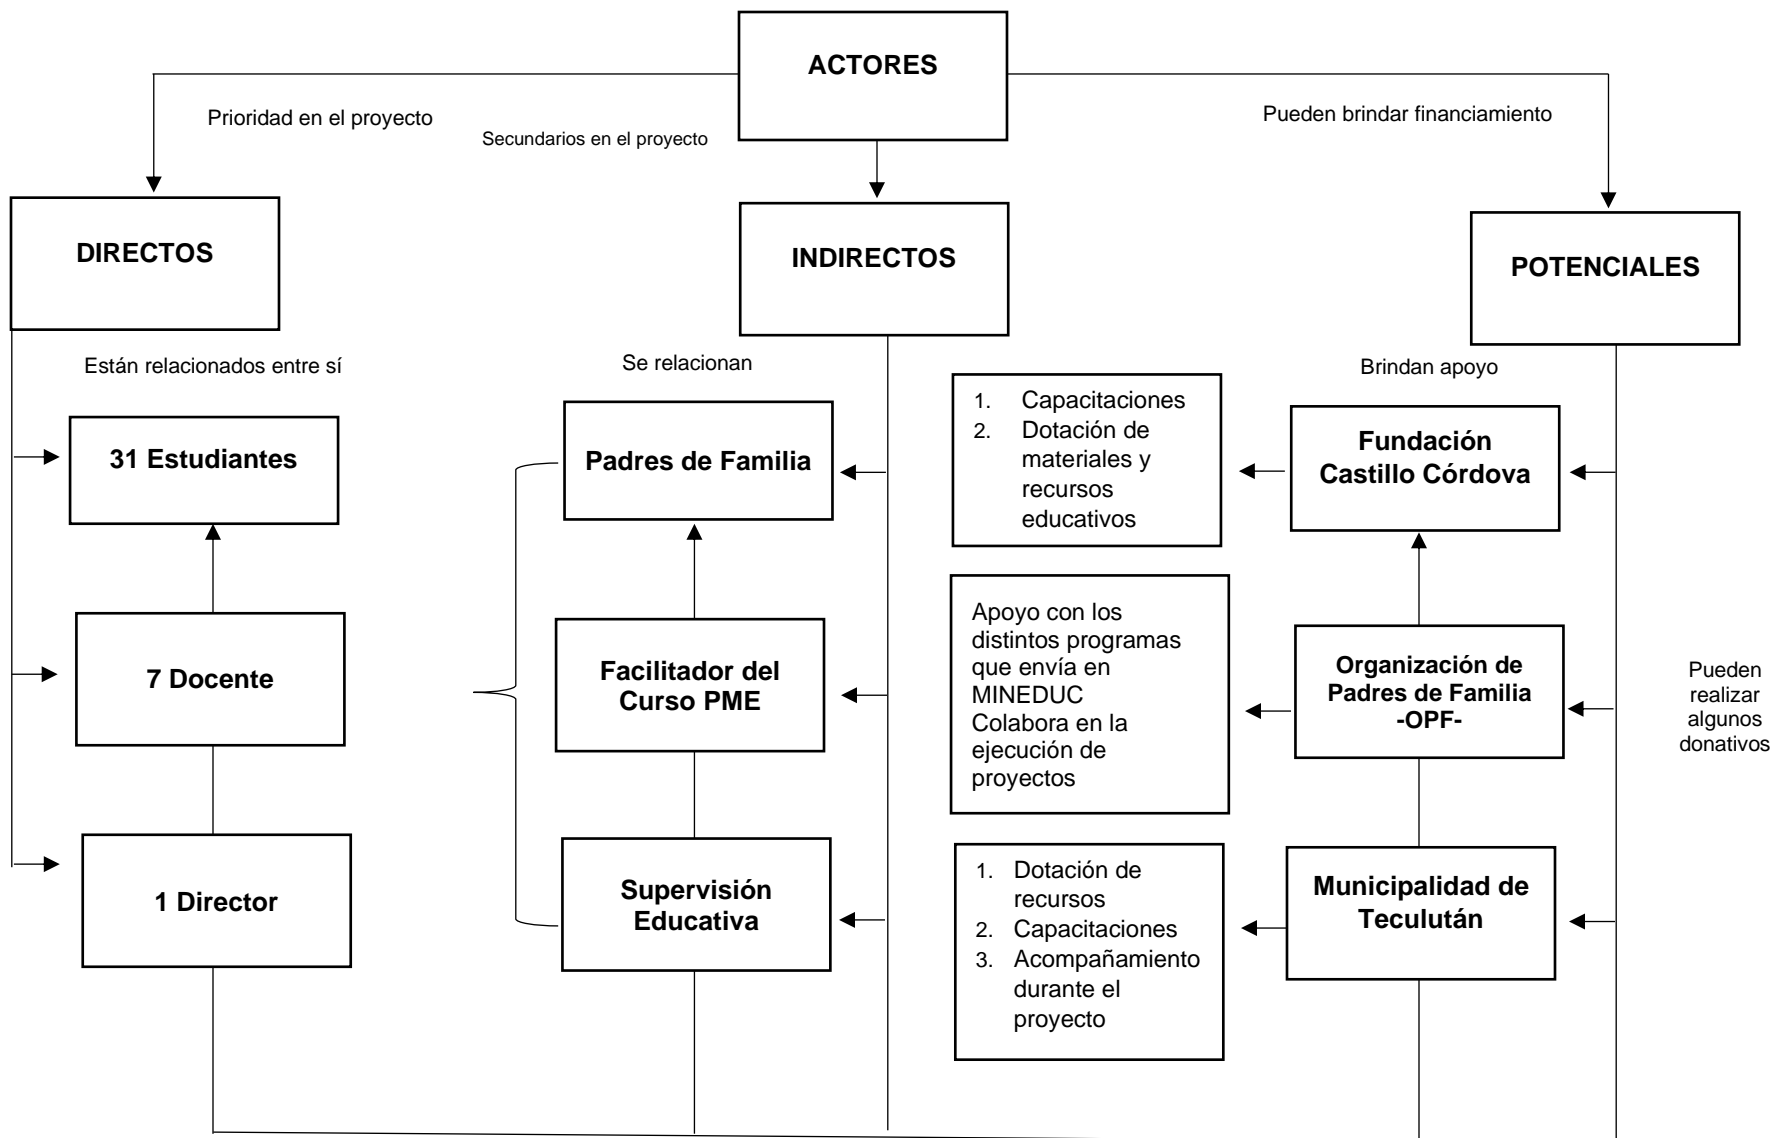 ACTORES
Prioridad en el proyecto
Secundarios en el proyecto
Pueden brindar financiamiento
DIRECTOS
INDIRECTOS
POTENCIALES
Están relacionados entre sí
Se relacionan
Brindan apoyo
31 Estudiantes
Padres de Familia
1. Capacitaciones
2. Dotación de
materiales y
recursos
educativos
Fundación
Castillo Córdova
7 Docente
Facilitador del
Curso PME
Apoyo con los
distintos programas
que envía en
MINEDUC
Colabora en la
ejecución de
proyectos
Organización de
Padres de Familia
-OPF-
Pueden
realizar
algunos
donativos
1 Director
Supervisión
Educativa
1. Dotación de
recursos
2. Capacitaciones
3. Acompañamiento
durante el
proyecto
Municipalidad de
Teculután